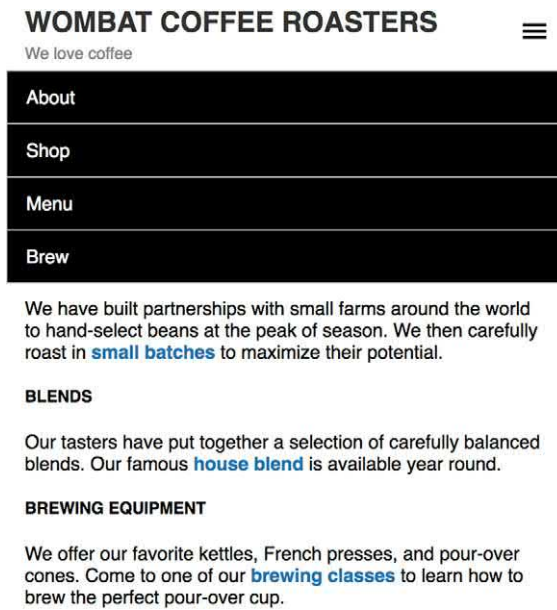 WOMBAT COFFEE ROASTERS
We love coffee
About
Shop
Menu
Brew
We have built partnerships with small farms around the world
to hand-select beans at the peak of season. We then carefully
roast in small batches to maximize their potential.
BLENDS
Our tasters have put together a selection of carefully balanced
blends. Our famous house blend is available year round.
BREWING EQUIPMENT
We offer our favorite kettles, French presses, and pour-over
cones. Come to one of our brewing classes to learn how to
brew the perfect pour-over cup.